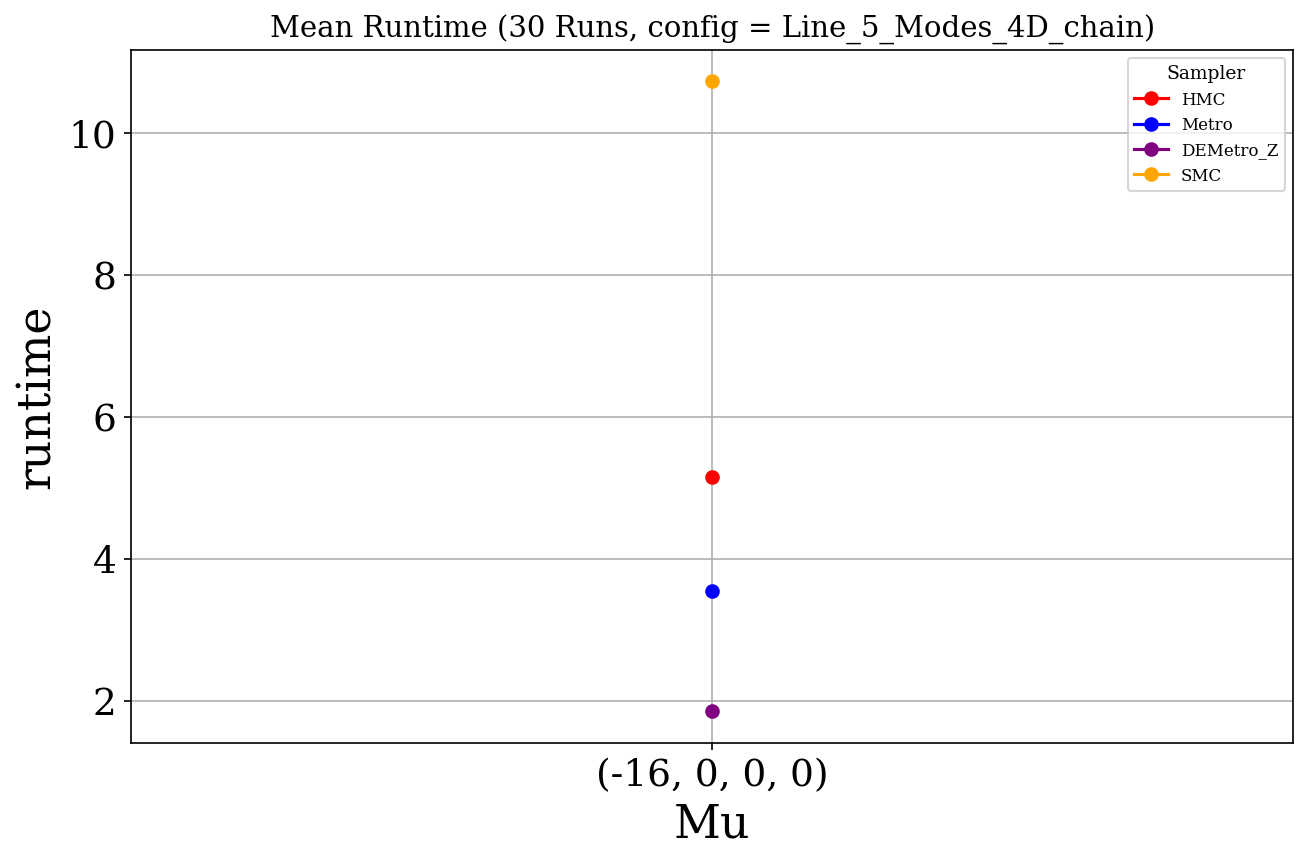 Mean Runtime (30 Runs, config = Line_5_Modes_4D_chain)
Sampler
HMC
Metro
DEMetro_Z
SMC
10
8
6
4
2
runtime
(-16, 0, 0, 0)
Mu